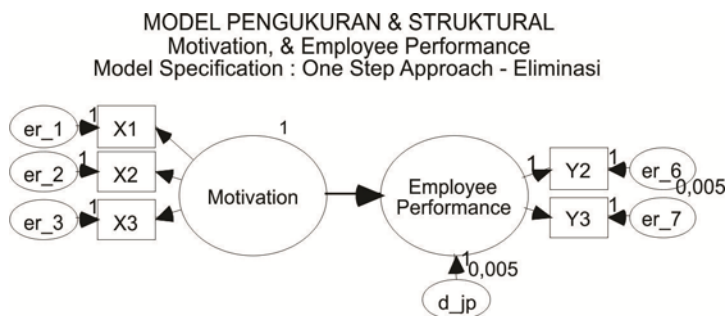 MODEL PENGUKURAN & STRUKTURAL
Motivation, & Employee Performance
Model Specification : One Step Approach - Eliminasi
er_1 1 X1
1
er_2 1 X2
er_3 1 X3
Motivation
Employee
Performance
1 Y2 1 er_6
0,005
Y3 1 er_7
1
0,005
d_jp